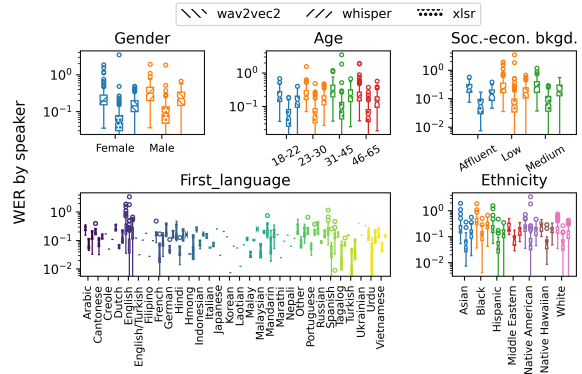 wav2vec2 whisper xlsr
Gender Age Soc.-econ. bkgd.
10⁰
10⁻¹
Female Male
10⁰
10⁻¹
18-22 23-30 31-45 46-65
10⁰
10⁻¹
10⁻²
Affluent Low Medium
WER by speaker
First_language Ethnicity
10⁰
10⁻¹
10⁻²
Arabic
Cantonese
Creole
Dutch
English
English/Turkish
Filipino
French
German
Hindi
Hmong
Indonesian
Italian
Japanese
Korean
Laotian
Malay
Malaysian
Mandarin
Marathi
Nepali
Other
Portuguese
Russian
Spanish
Tagalog
Turkish
Ukrainian
Urdu
Vietnamese
10⁰
10⁻¹
10⁻²
Asian
Black
Hispanic
Middle Eastern
Native American
Native Hawaiian
White